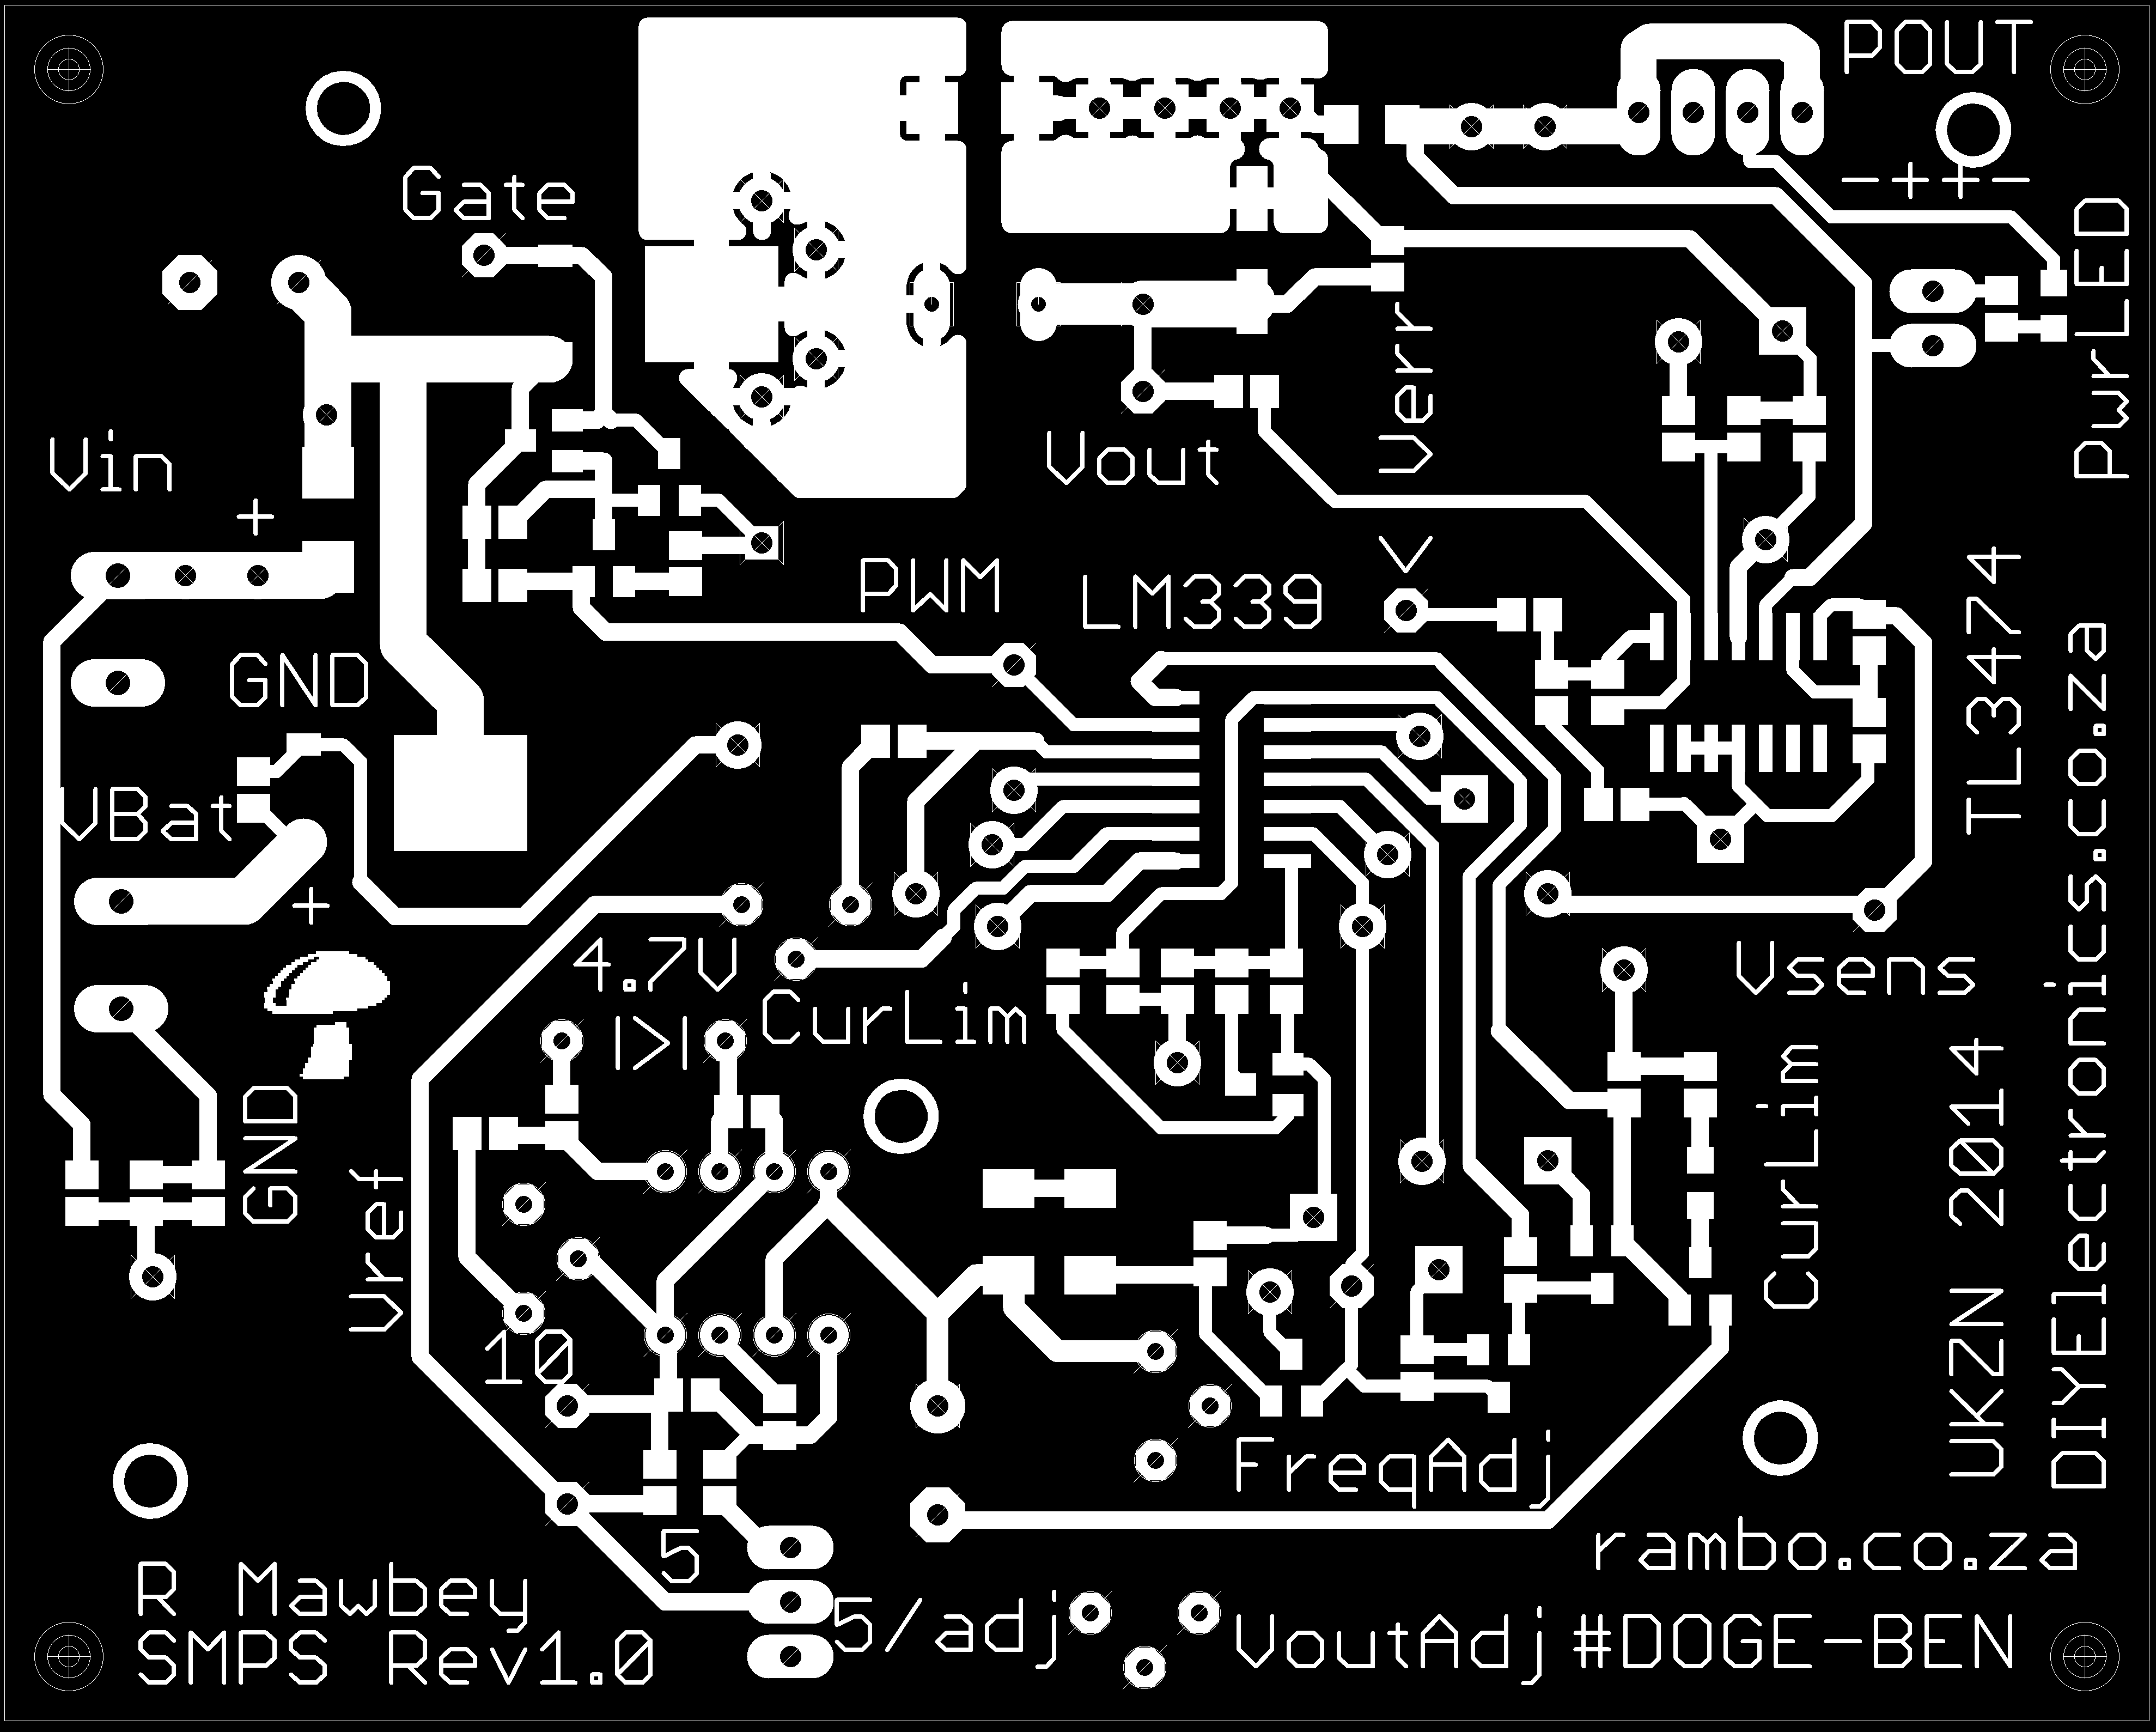 POUT
-++-
Gate
PwrLED
Verr
Vin
+
Vout
V
PWM
LM339
TL3474
GND
VBat
+
4.7V
|>|
CurLim
Vsens
GND
Vref
CurLim
UKZN 2014
DIYElectronics.co.za
10
FreqAdj
5
rambo.co.za
R Mawbey
5/adj
VoutAdj
#DOGE-BEN
SMPS Rev1.0